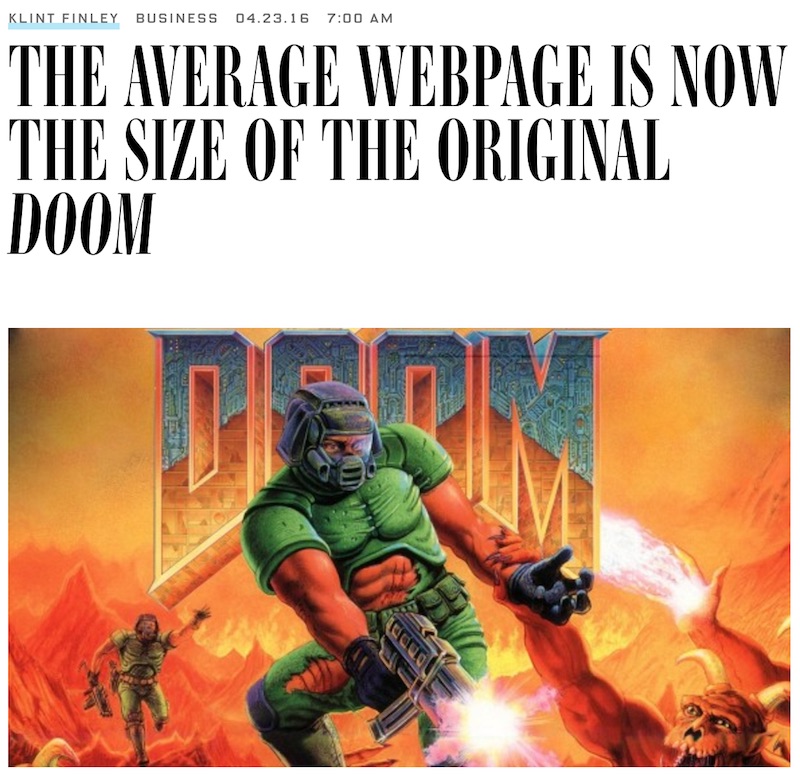 KLINT FINLEY BUSINESS 04.23.16 7:00 AM
THE AVERAGE WEBPAGE IS NOW
THE SIZE OF THE ORIGINAL
DOOM
DOOM